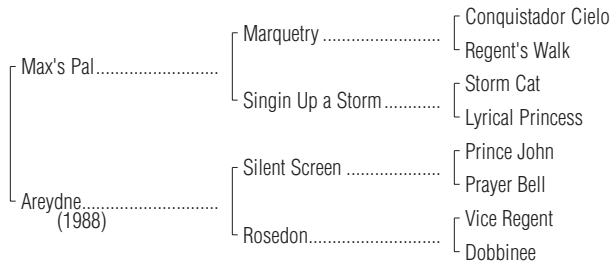 Conquistador Cielo
Marquetry ........................
Regent's Walk
Max's Pal.........................
Storm Cat
Singin Up a Storm............
Lyrical Princess
Prince John
Silent Screen ...................
Prayer Bell
Areydne............................
(1988)
Vice Regent
Rosedon...........................
Dobbinee